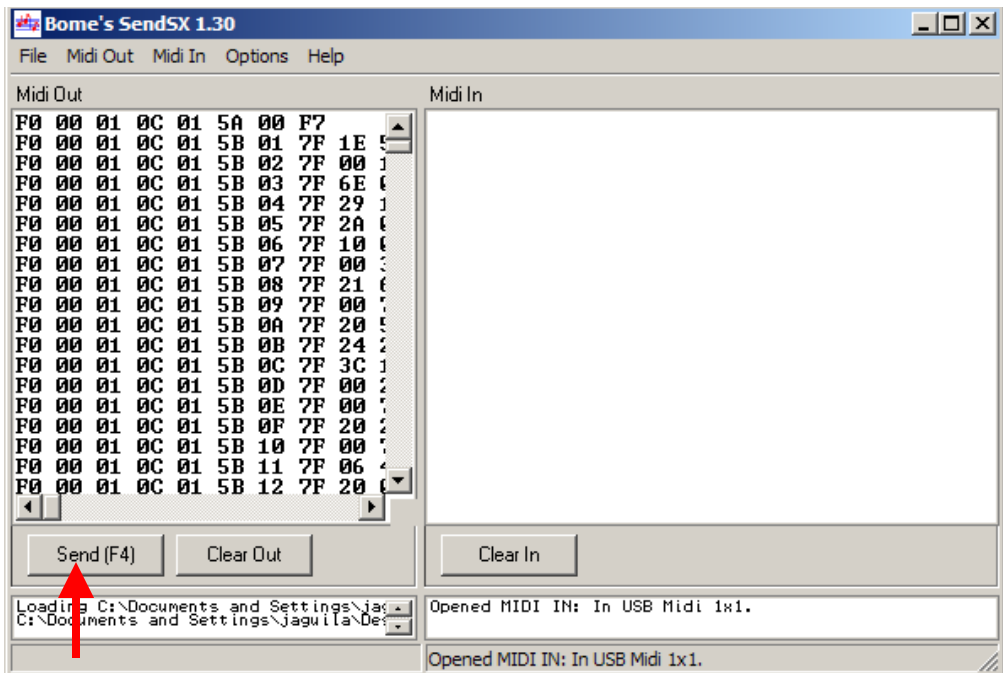 Bome's SendSX 1.30
File Midi Out Midi In Options Help
Midi Out
Midi In
F0 00 01 0C 01 5A 00 F7
F0 00 01 0C 01 5B 01 7F 1E
F0 00 01 0C 01 5B 02 7F 00
F0 00 01 0C 01 5B 03 7F 6E
F0 00 01 0C 01 5B 04 7F 29
F0 00 01 0C 01 5B 05 7F 2A
F0 00 01 0C 01 5B 06 7F 10
F0 00 01 0C 01 5B 07 7F 00
F0 00 01 0C 01 5B 08 7F 21
F0 00 01 0C 01 5B 09 7F 00
F0 00 01 0C 01 5B 0A 7F 20
F0 00 01 0C 01 5B 0B 7F 24
F0 00 01 0C 01 5B 0C 7F 3C
F0 00 01 0C 01 5B 0D 7F 00
F0 00 01 0C 01 5B 0E 7F 00
F0 00 01 0C 01 5B 0F 7F 20
F0 00 01 0C 01 5B 10 7F 00
F0 00 01 0C 01 5B 11 7F 06
F0 00 01 0C 01 5B 12 7F 20
Send (F4)
Clear Out
Clear In
Loading C:\Documents and Settings\jag
C:\Documents and Settings\jaguila\Des
Opened MIDI IN: In USB Midi 1x1.
Opened MIDI IN: In USB Midi 1x1.